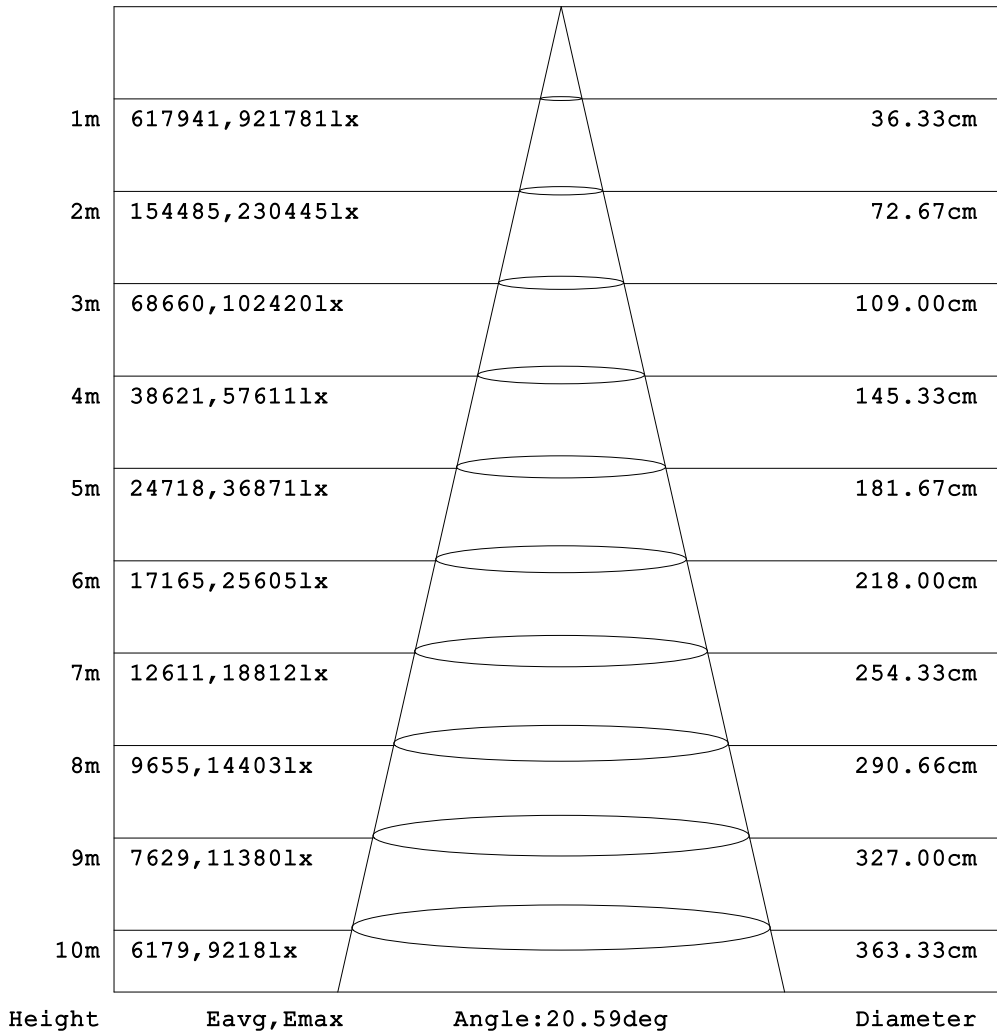 1m 617941,921781lx 36.33cm
2m 154485,230445lx 72.67cm
3m 68660,102420lx 109.00cm
4m 38621,57611lx 145.33cm
5m 24718,36871lx 181.67cm
6m 17165,25605lx 218.00cm
7m 12611,18812lx 254.33cm
8m 9655,14403lx 290.66cm
9m 7629,11380lx 327.00cm
10m 6179,9218lx 363.33cm
Height Eavg,Emax Angle:20.59deg Diameter